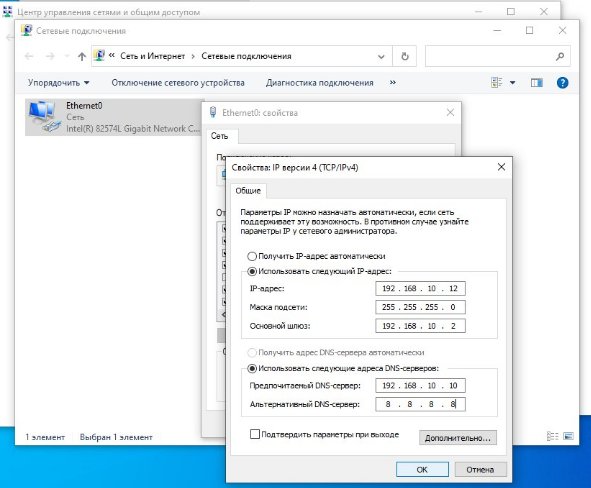 Центр управления сетями и общим доступом
Сетевые подключения
« Сеть и Интернет › Сетевые подключения
Упорядочить Отключение сетевого устройства Диагностика подключения »
Ethernet0
Сеть
Intel(R) 82574L Gigabit Network C...
Ethernet0: свойства
Сеть
Свойства: IP версии 4 (TCP/IPv4)
Общие
Параметры IP можно назначать автоматически, если сеть
поддерживает эту возможность. В противном случае узнайте
параметры IP у сетевого администратора.
Получить IP-адрес автоматически
Использовать следующий IP-адрес:
IP-адрес: 192 . 168 . 10 . 12
Маска подсети: 255 . 255 . 255 . 0
Основной шлюз: 192 . 168 . 10 . 2
Получить адрес DNS-сервера автоматически
Использовать следующие адреса DNS-серверов:
Предпочитаемый DNS-сервер: 192 . 168 . 10 . 10
Альтернативный DNS-сервер: 8 . 8 . 8 . 8
Подтвердить параметры при выходе
Дополнительно...
OK Отмена
1 элемент Выбран 1 элемент